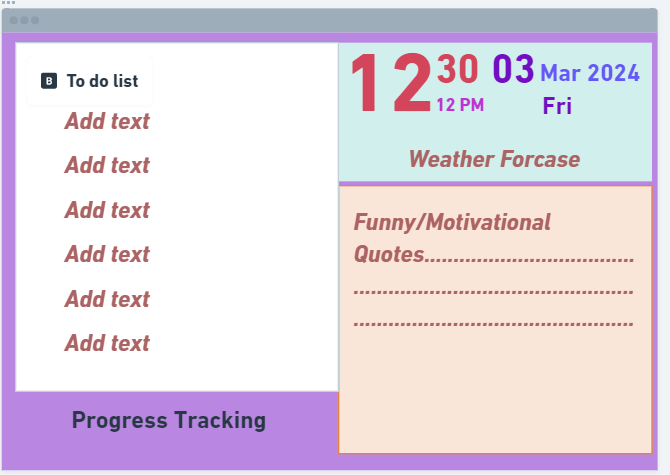 B To do list
Add text
Add text
Add text
Add text
Add text
Add text
Progress Tracking
12 30 03 Mar 2024
12 PM Fri
Weather Forcase
Funny/Motivational
Quotes....................................
................................................
................................................